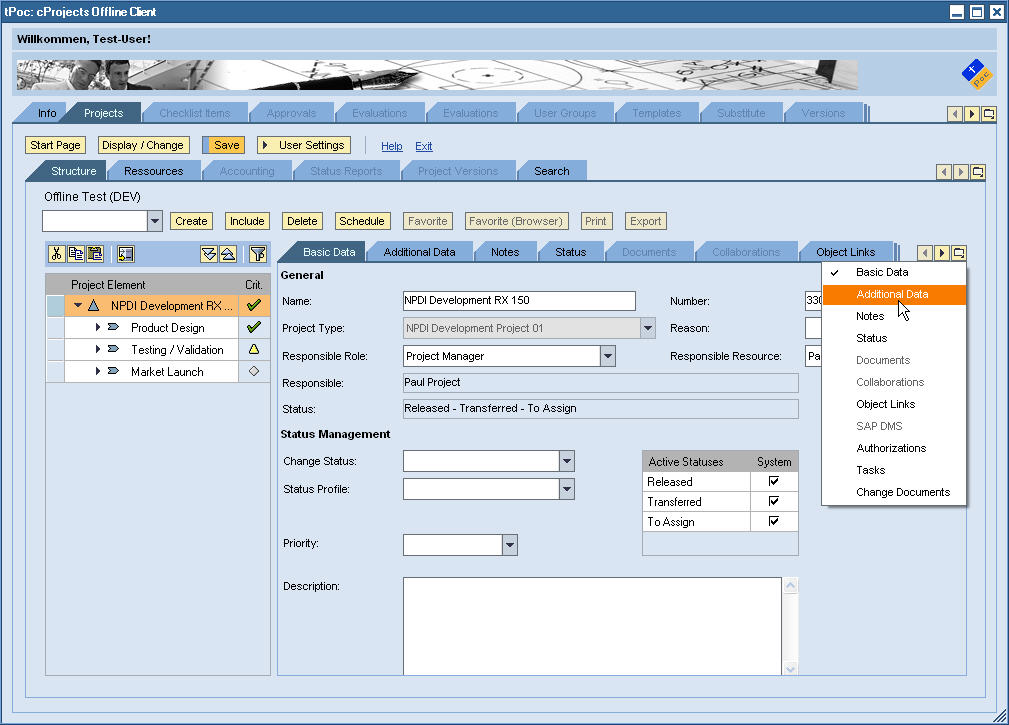 tPoc: cProjects Offline Client
Willkommen, Test-User!
t Poc
Info Projects Checklist Items Approvals Evaluations Evaluations User Groups Templates Substitute Versions
Start Page Display / Change Save User Settings Help Exit
Structure Ressources Accounting Status Reports Project Versions Search
Offline Test (DEV)
Create Include Delete Schedule Favorite Favorite (Browser) Print Export
Basic Data Additional Data Notes Status Documents Collaborations Object Links
Project Element Crit.
NPDI Development RX ...
Product Design
Testing / Validation
Market Launch
General
Name: NPDI Development RX 150 Number: 330
Project Type: NPDI Development Project 01 Reason:
Responsible Role: Project Manager Responsible Resource: Pa
Responsible: Paul Project
Status: Released - Transferred - To Assign
Status Management
Change Status:
Status Profile:
Active Statuses System
Released
Transferred
To Assign
Priority:
Description:
Basic Data
Additional Data
Notes
Status
Documents
Collaborations
Object Links
SAP DMS
Authorizations
Tasks
Change Documents